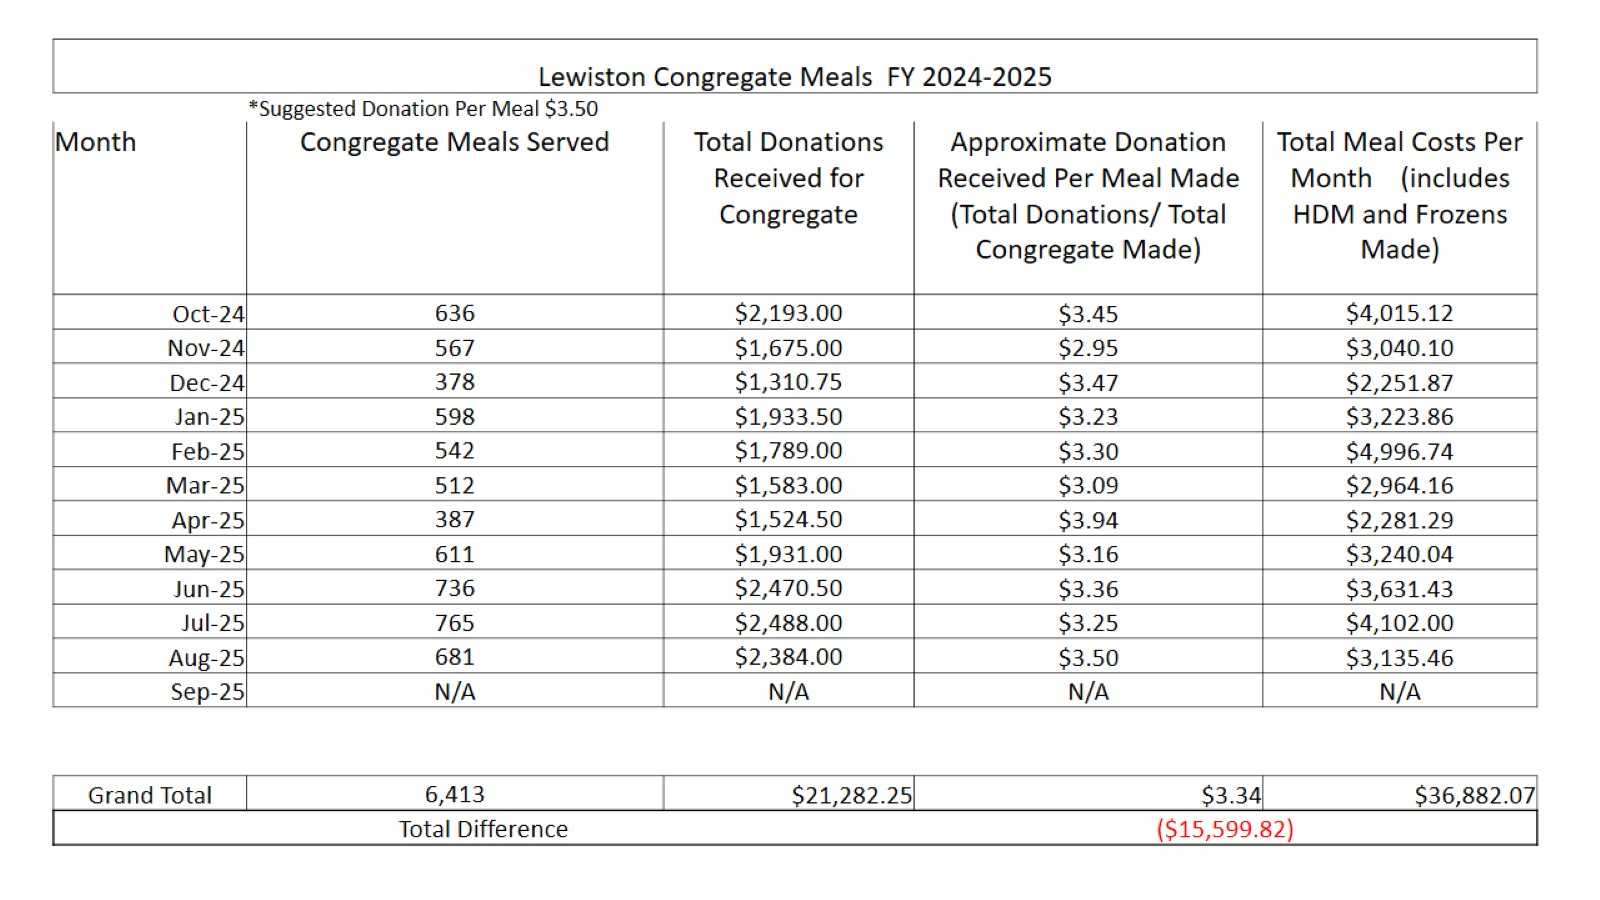 Lewiston Congregate Meals  FY 2024-2025
*Suggested Donation Per Meal $3.50
Month Congregate Meals Served Total Donations Approximate Donation Total Meal Costs Per
Received for Received Per Meal Made Month (includes
Congregate (Total Donations/ Total HDM and Frozens
Congregate Made) Made)
Oct-24 636 $2,193.00 $3.45 $4,015.12
Nov-24 567 $1,675.00 $2.95 $3,040.10
Dec-24 378 $1,310.75 $3.47 $2,251.87
Jan-25 598 $1,933.50 $3.23 $3,223.86
Feb-25 542 $1,789.00 $3.30 $4,996.74
Mar-25 512 $1,583.00 $3.09 $2,964.16
Apr-25 387 $1,524.50 $3.94 $2,281.29
May-25 611 $1,931.00 $3.16 $3,240.04
Jun-25 736 $2,470.50 $3.36 $3,631.43
Jul-25 765 $2,488.00 $3.25 $4,102.00
Aug-25 681 $2,384.00 $3.50 $3,135.46
Sep-25 N/A N/A N/A N/A
Grand Total 6,413 $21,282.25 $3.34 $36,882.07
Total Difference ($15,599.82)